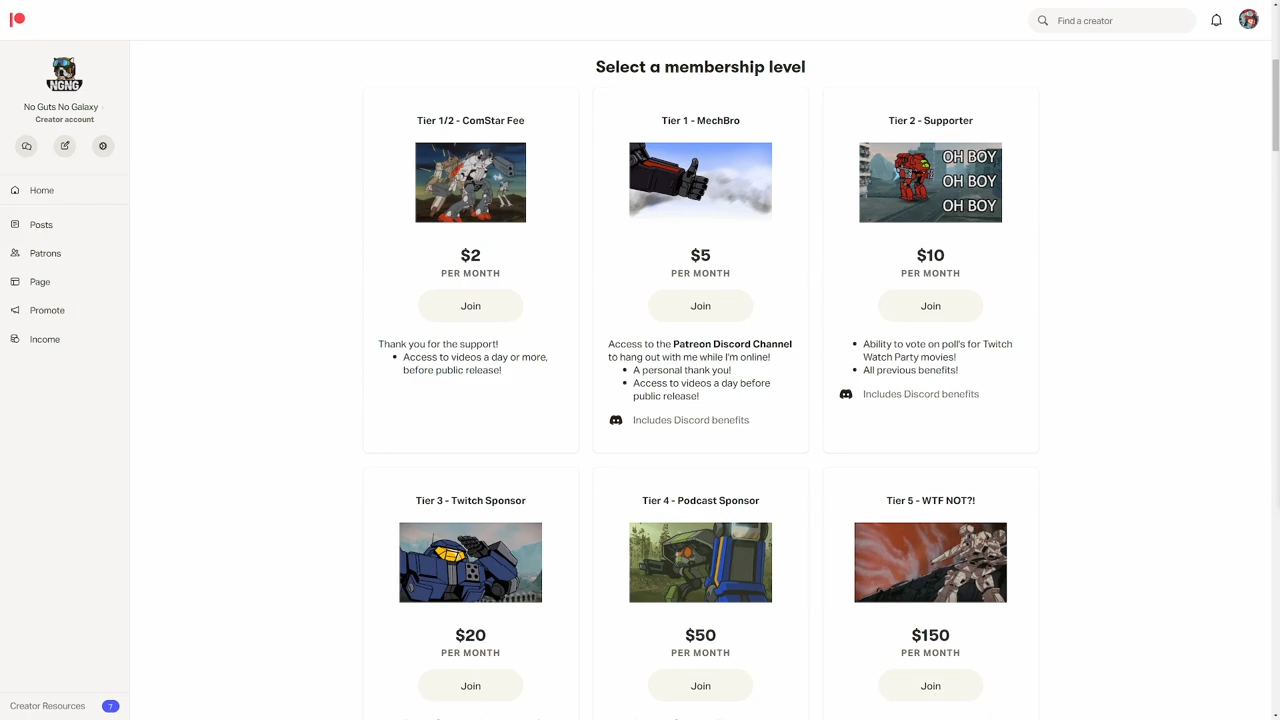 Find a creator
NGNG
No Guts No Galaxy
Creator account
Home
Posts
Patrons
Page
Promote
Income
Creator Resources
7
Select a membership level
Tier 1/2 - ComStar Fee
$2
PER MONTH
Join
Thank you for the support!
• Access to videos a day or more,
before public release!
Tier 1 - MechBro
$5
PER MONTH
Join
Access to the Patreon Discord Channel
to hang out with me while I'm online!
• A personal thank you!
• Access to videos a day before
public release!
Includes Discord benefits
Tier 2 - Supporter
OH BOY
OH BOY
OH BOY
$10
PER MONTH
Join
• Ability to vote on poll's for Twitch
Watch Party movies!
• All previous benefits!
Includes Discord benefits
Tier 3 - Twitch Sponsor
$20
PER MONTH
Join
Tier 4 - Podcast Sponsor
$50
PER MONTH
Join
Tier 5 - WTF NOT?!
$150
PER MONTH
Join